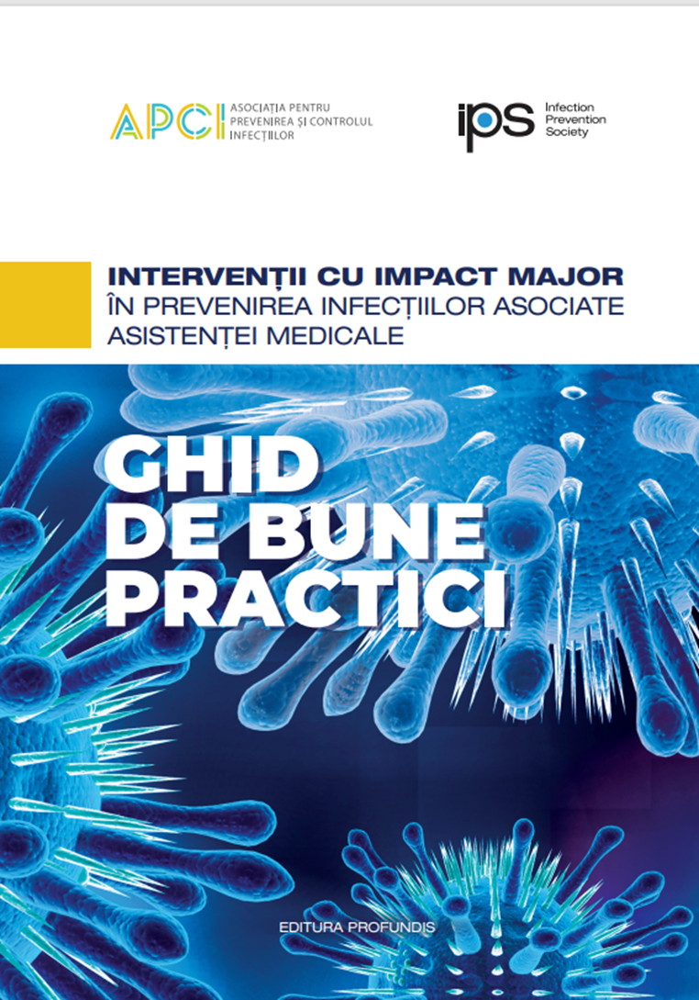 APCI
ASOCIAȚIA PENTRU
PREVENIREA ȘI CONTROLUL
INFECȚIILOR
ips
Infection
Prevention
Society
INTERVENȚII CU IMPACT MAJOR
ÎN PREVENIREA INFECȚIILOR ASOCIATE
ASISTENȚEI MEDICALE
GHID
DE BUNE
PRACTICI
EDITURA PROFUNDIS